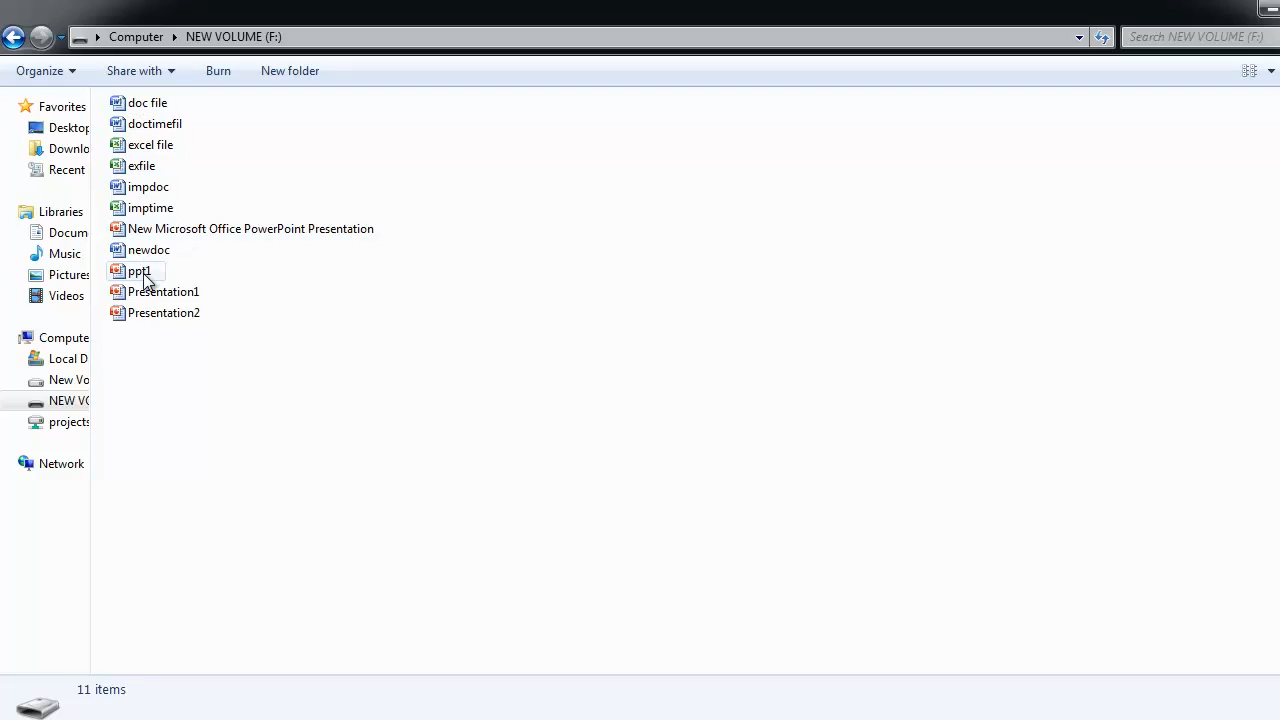 Computer NEW VOLUME (F:) Search NEW VOLUME (F:)
Organize Share with Burn New folder
Favorites
Desktop
Downlo
Recent
Libraries
Docum
Music
Pictures
Videos
Compute
Local D
New Vo
NEW VO
projects
Network
doc file
doctimefil
excel file
exfile
impdoc
imptime
New Microsoft Office PowerPoint Presentation
newdoc
ppt1
Presentation1
Presentation2
11 items